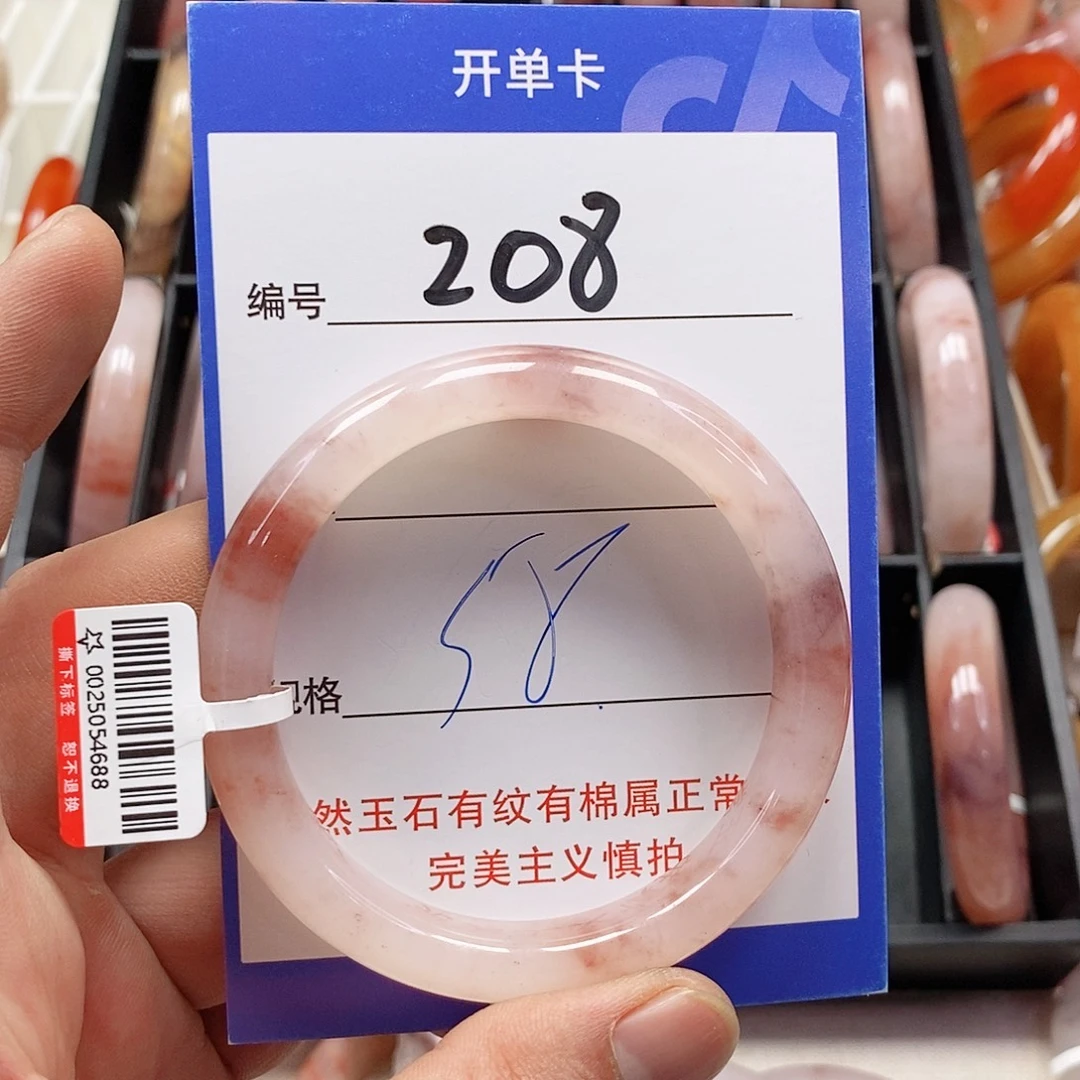 开单卡
编号 208
58
规格
然玉石有纹有棉属正常
完美主义慎拍
☆ 0025054688
撕下标签 恕不退换